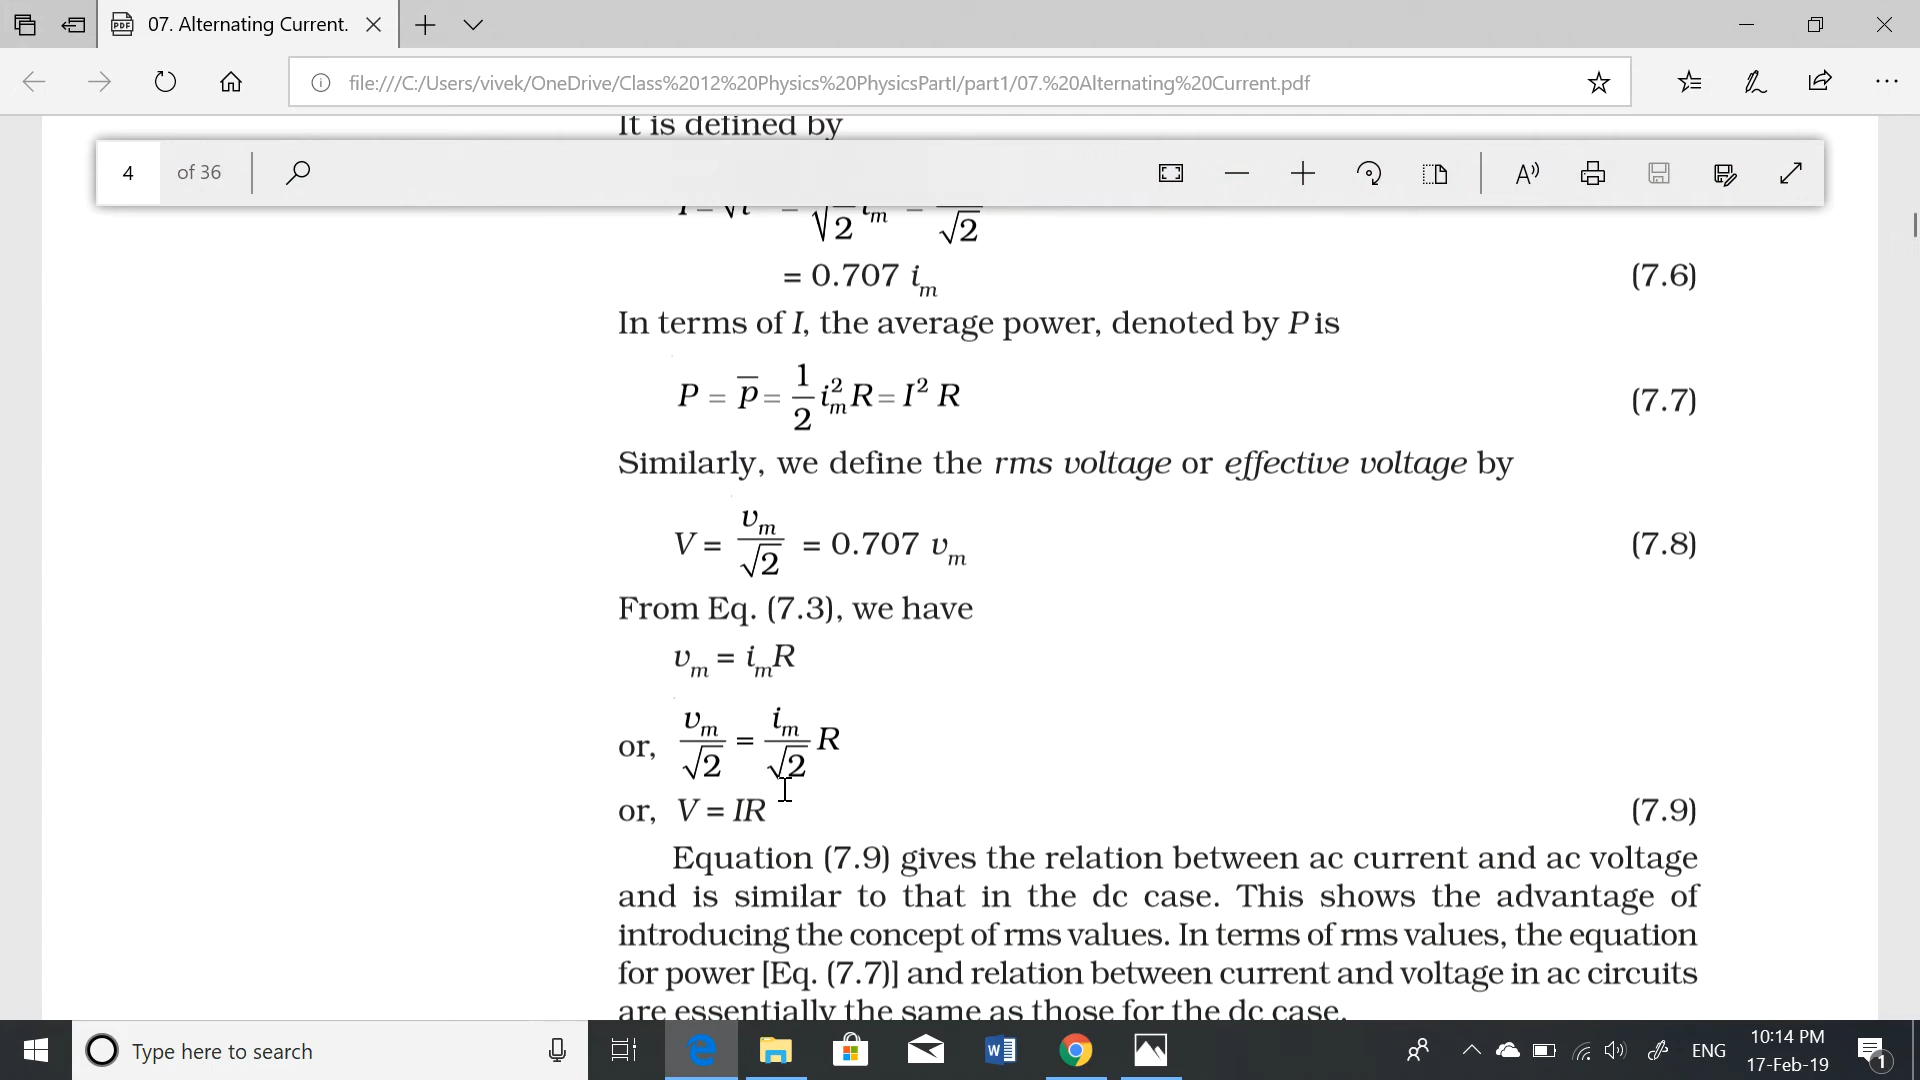 07. Alternating Current.
file:///C:/Users/vivek/OneDrive/Class%2012%20Physics%20PhysicsPartI/part1/07.%20Alternating%20Current.pdf
It is defined by
4 of 36
√2 i_m = √2
= 0.707 i_m (7.6)
In terms of I, the average power, denoted by P is
P = p̅ = 1/2 i_m² R = I² R (7.7)
Similarly, we define the rms voltage or effective voltage by
V = v_m/√2 = 0.707 v_m (7.8)
From Eq. (7.3), we have
v_m = i_m R
or, v_m/√2 = i_m/√2 R
or, V = IR (7.9)
Equation (7.9) gives the relation between ac current and ac voltage
and is similar to that in the dc case. This shows the advantage of
introducing the concept of rms values. In terms of rms values, the equation
for power [Eq. (7.7)] and relation between current and voltage in ac circuits
are essentially the same as those for the dc case.
Type here to search
ENG
10:14 PM
17-Feb-19
1